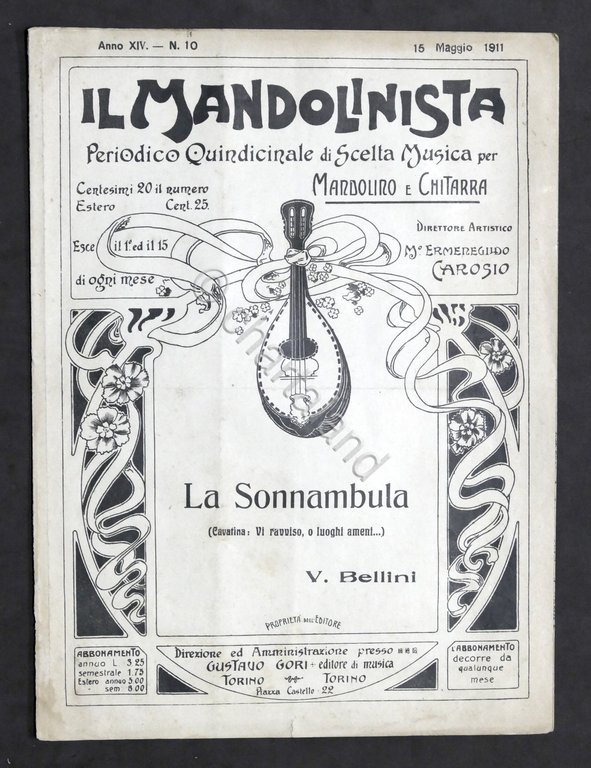 Anno XIV. — N. 10
15 Maggio 1911
IL MANDOLINISTA
Periodico Quindicinale di Scelta Musica per
MANDOLINO E CHITARRA
Centesimi 20 il numero
Estero Cent. 25.
Esce il 1° ed il 15
di ogni mese
DIRETTORE ARTISTICO
Mo ERMENEGILDO
CAROSIO
© Chartaland
La Sonnambula
(Cavatina: Vi ravviso, o luoghi ameni...)
V. Bellini
PROPRIETÀ DELL'EDITORE
ABBONAMENTO
annuo L. 3.25
semestrale 1.75
Estero annuo 5.00
" sem.
Direzione ed Amministrazione presso
GUSTAVO GORI ÷ editore di musica
TORINO TORINO
Piazza Castello - 22
L'ABBONAMENTO
decorre da
qualunque
mese